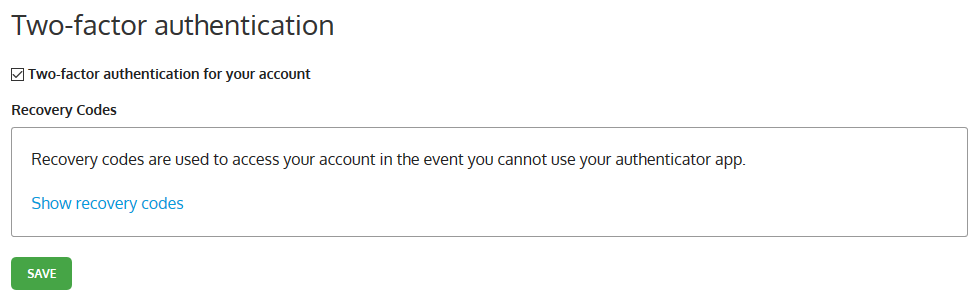 Two-factor authentication
Two-factor authentication for your account
Recovery Codes
Recovery codes are used to access your account in the event you cannot use your authenticator app.
Show recovery codes
SAVE